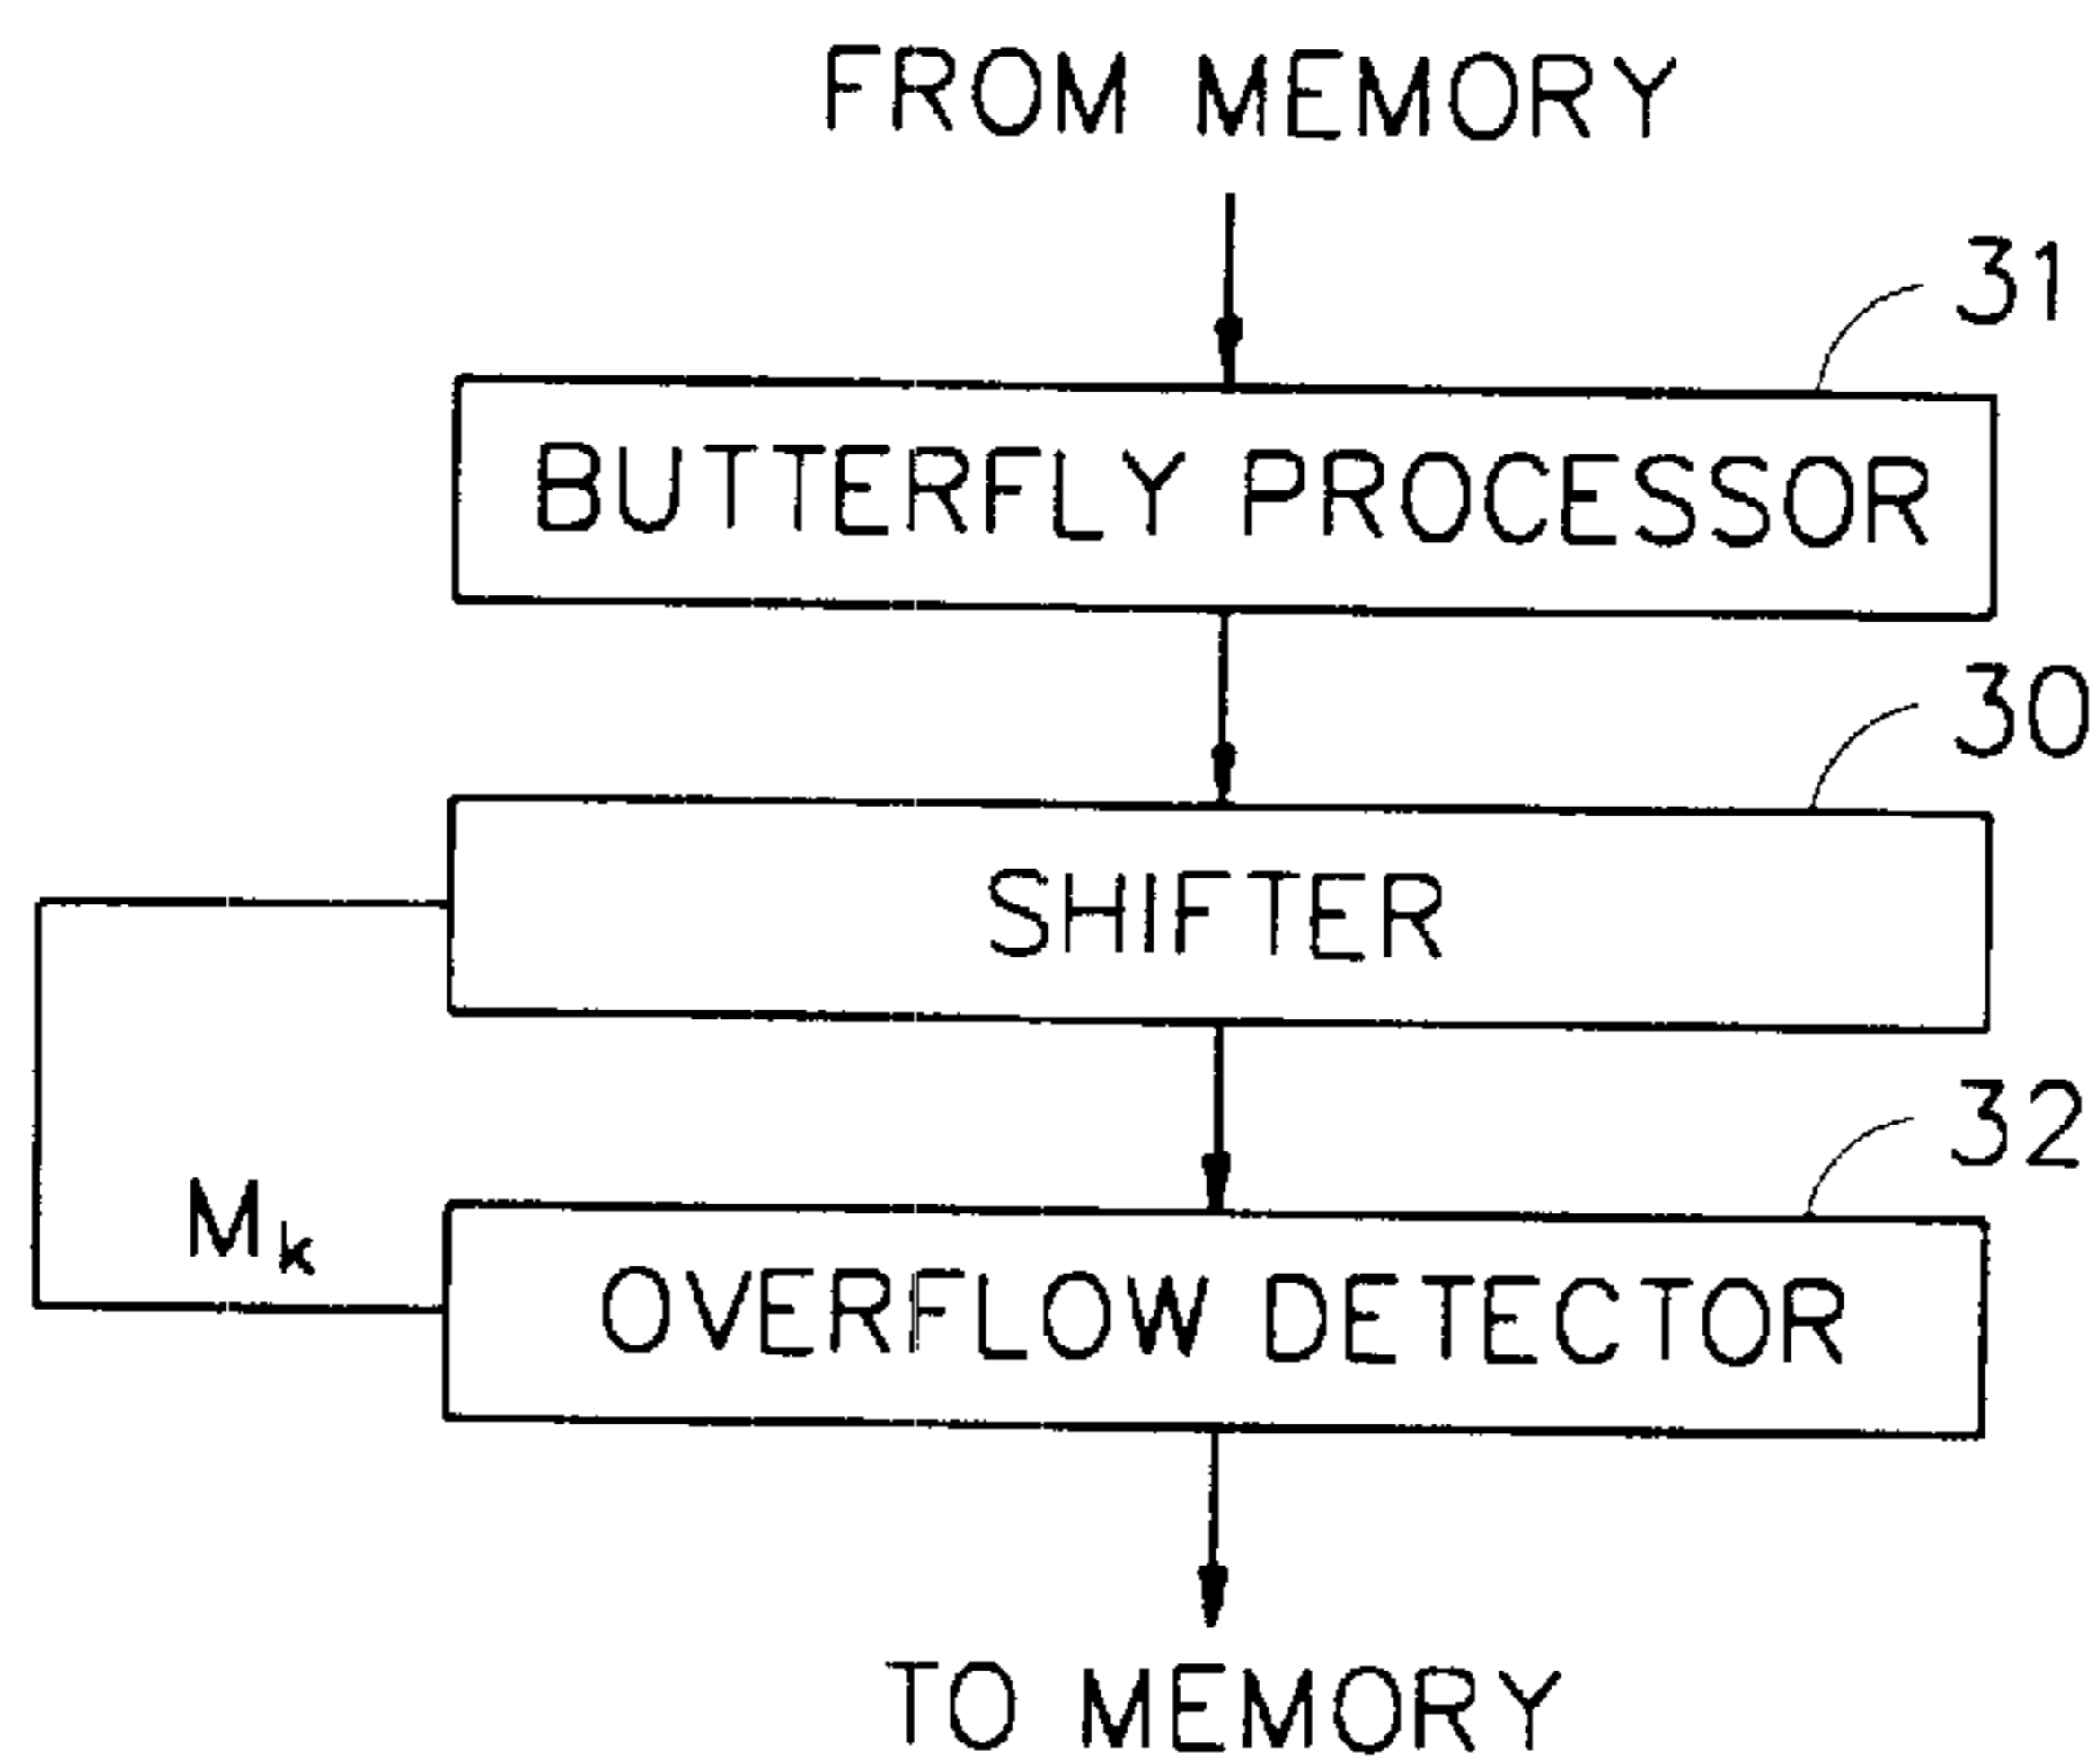 FROM MEMORY
31
BUTTERFLY PROCESSOR
30
SHIFTER
32
Mk
OVERFLOW DETECTOR
TO MEMORY